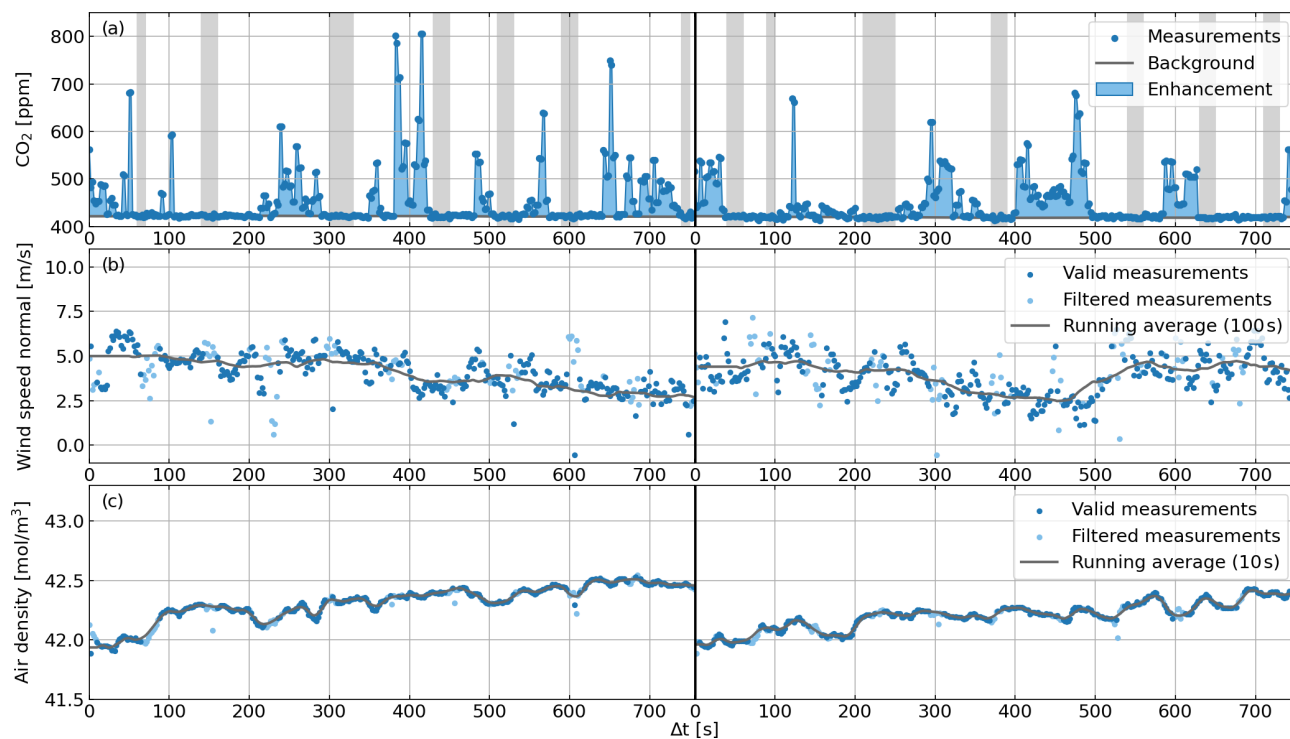 (a)
Measurements
Background
Enhancement
CO₂ [ppm]
800
700
600
500
400
0 100 200 300 400 500 600 700 0 100 200 300 400 500 600 700
(b)
Valid measurements
Filtered measurements
Running average (100 s)
Wind speed normal [m/s]
10.0
7.5
5.0
2.5
0.0
0 100 200 300 400 500 600 700 0 100 200 300 400 500 600 700
(c)
Valid measurements
Filtered measurements
Running average (10 s)
Air density [mol/m³]
43.0
42.5
42.0
41.5
0 100 200 300 400 500 600 700 0 100 200 300 400 500 600 700
Δt [s]